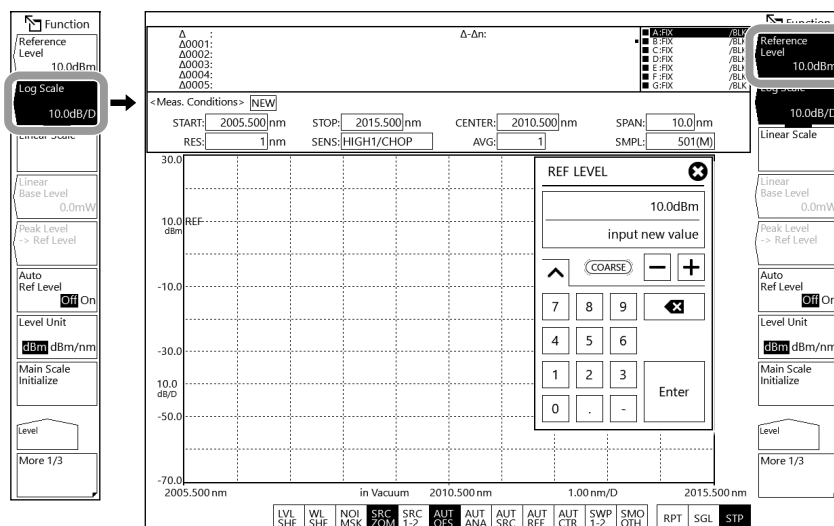 Function
Reference
Level
10.0dBm
Log Scale
10.0dB/D
Linear Scale
Linear
Base Level
0.0mW
Peak Level
-> Ref Level
Auto
Ref Level
Off On
Level Unit
dBm dBm/nm
Main Scale
Initialize
Level
More 1/3
Δ :
Δ0001:
Δ0002:
Δ0003:
Δ0004:
Δ0005:
Δ-Δn:
A:FIX /BLK
B:FIX /BLK
C:FIX /BLK
D:FIX /BLK
E:FIX /BLK
F:FIX /BLK
G:FIX /BLK
<Meas. Conditions> NEW
START: 2005.500 nm STOP: 2015.500 nm CENTER: 2010.500 nm SPAN: 10.0 nm
RES: 1 nm SENS: HIGH1/CHOP AVG: 1 SMPL: 501(M)
30.0
10.0 REF
dBm
-10.0
-30.0
10.0
dB/D
-50.0
-70.0
2005.500 nm in Vacuum 2010.500 nm 1.00 nm/D 2015.500 nm
REF LEVEL
10.0dBm
input new value
COARSE − +
7 8 9
4 5 6
1 2 3
Enter
0 . -
LVL SHF
WL SHF
NOI MSK
SRC ZOM
SRC 1-2
AUT OFS
AUT ANA
AUT SRC
AUT REF
AUT CTR
SWP 1-2
SMO OTH
RPT SGL STP
Function
Reference
Level
10.0dBm
Log Scale
10.0dB/D
Linear Scale
Linear
Base Level
0.0mW
Peak Level
-> Ref Level
Auto
Ref Level
Off On
Level Unit
dBm dBm/nm
Main Scale
Initialize
Level
More 1/3